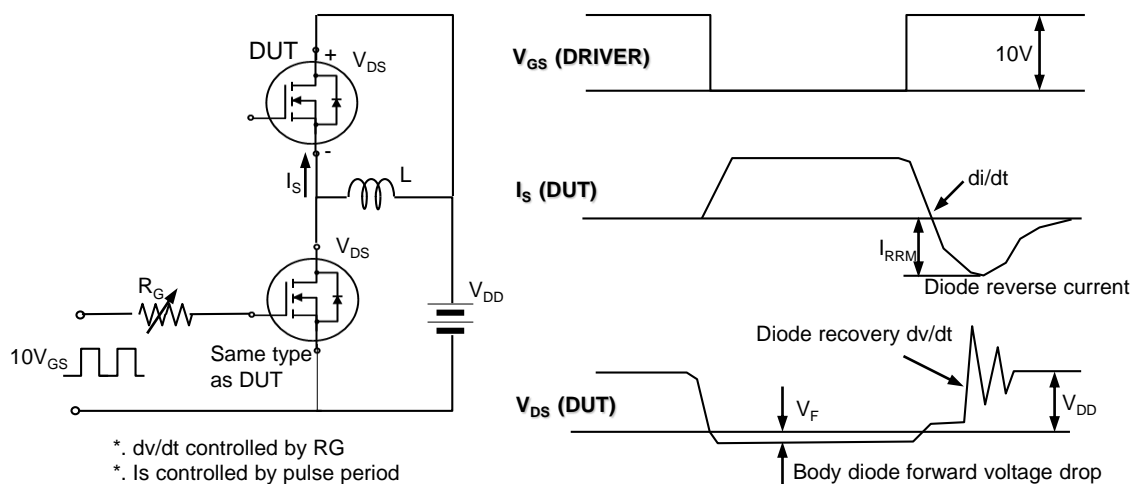 DUT
+
V_DS
-
I_S
L
V_DS
R_G
V_DD
10V_GS
Same type
as DUT
*. dv/dt controlled by RG
*. Is controlled by pulse period
V_GS (DRIVER)
10V
I_S (DUT)
di/dt
I_RRM
Diode reverse current
Diode recovery dv/dt
V_DS (DUT)
V_F
V_DD
Body diode forward voltage drop